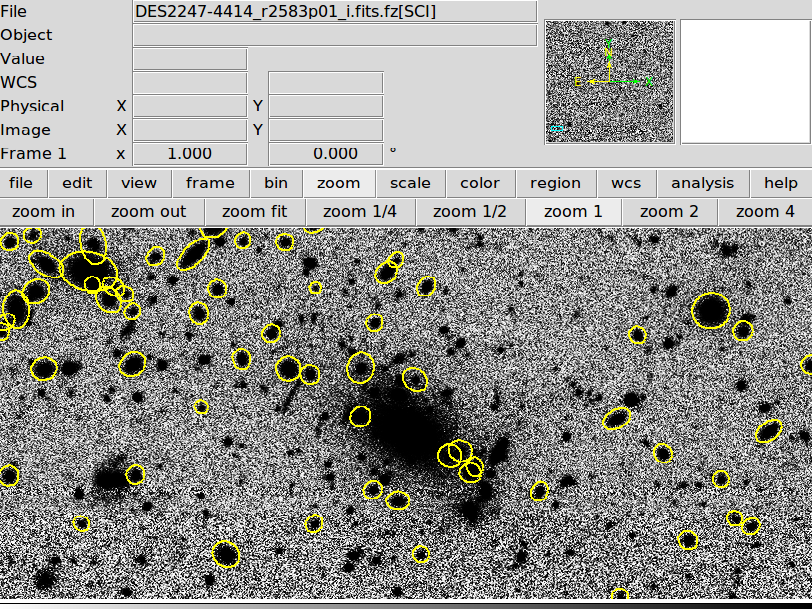 File DES2247-4414_r2583p01_i.fits.fz[SCI]
Object
Value
WCS
Physical X Y
Image X Y
Frame 1 x 1.000 0.000 °
file edit view frame bin zoom scale color region wcs analysis help
zoom in zoom out zoom fit zoom 1/4 zoom 1/2 zoom 1 zoom 2 zoom 4